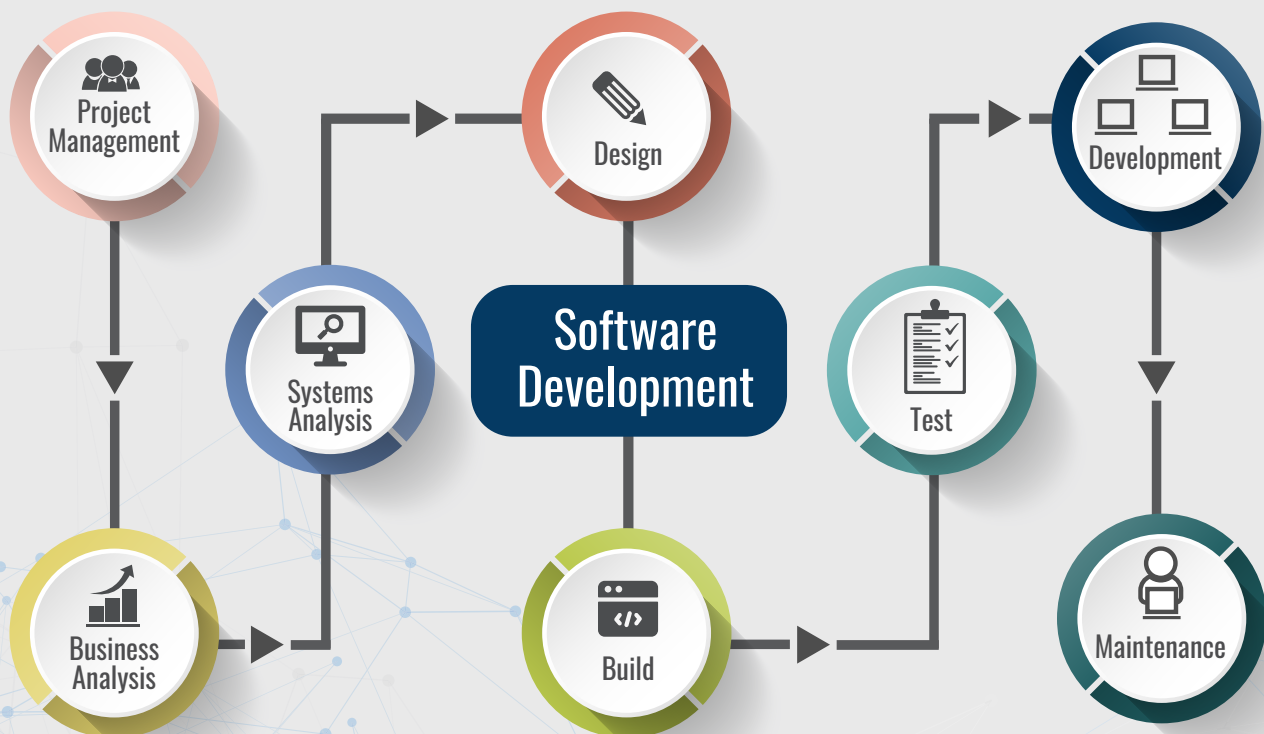 Project
Management
Business
Analysis
Systems
Analysis
Design
Software
Development
Build
</>
Test
Development
Maintenance